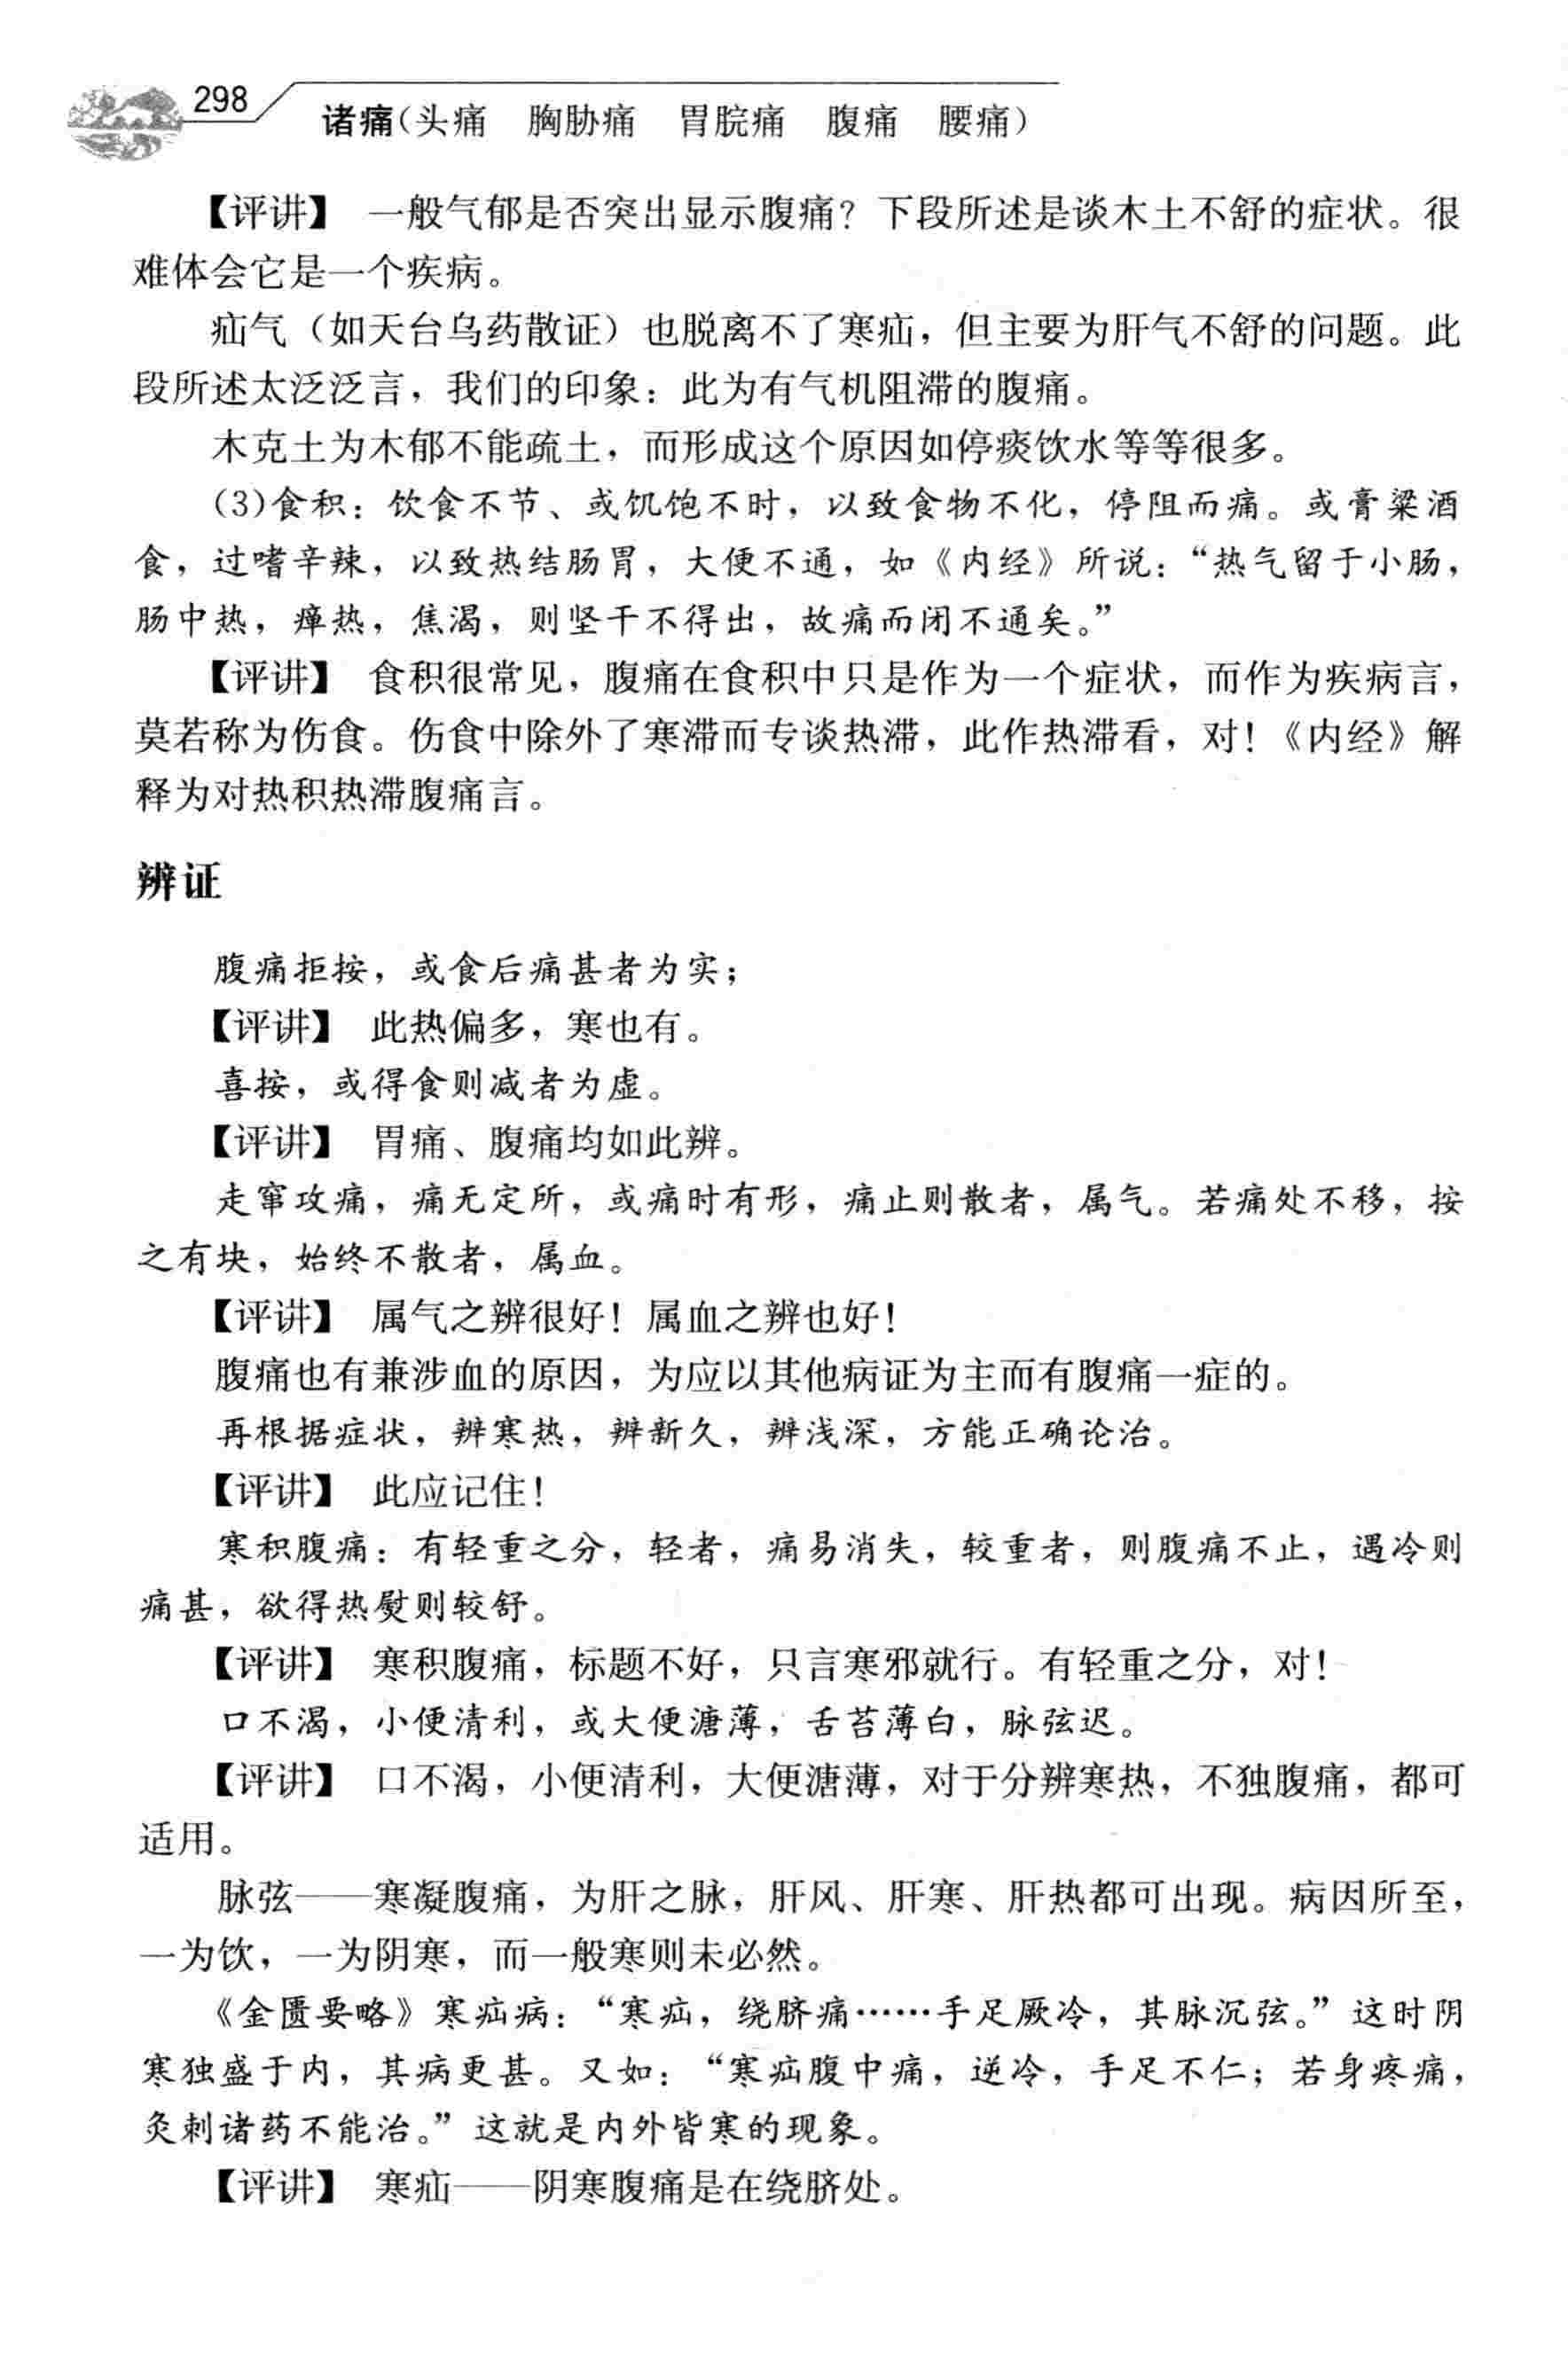 298
诸痛(头痛 胸胁痛 胃脘痛 腹痛 腰痛)
【评讲】 一般气郁是否突出显示腹痛？下段所述是谈木土不舒的症状。很
难体会它是一个疾病。
疝气（如天台乌药散证）也脱离不了寒疝，但主要为肝气不舒的问题。此
段所述太泛泛言，我们的印象：此为有气机阻滞的腹痛。
木克土为木郁不能疏土，而形成这个原因如停痰饮水等等很多。
(3)食积：饮食不节、或饥饱不时，以致食物不化，停阻而痛。或膏粱酒
食，过嗜辛辣，以致热结肠胃，大便不通，如《内经》所说：“热气留于小肠，
肠中热，瘅热，焦渴，则坚干不得出，故痛而闭不通矣。”
【评讲】 食积很常见，腹痛在食积中只是作为一个症状，而作为疾病言，
莫若称为伤食。伤食中除外了寒滞而专谈热滞，此作热滞看，对！《内经》解
释为对热积热滞腹痛言。
辨证
腹痛拒按，或食后痛甚者为实；
【评讲】 此热偏多，寒也有。
喜按，或得食则减者为虚。
【评讲】 胃痛、腹痛均如此辨。
走窜攻痛，痛无定所，或痛时有形，痛止则散者，属气。若痛处不移，按
之有块，始终不散者，属血。
【评讲】 属气之辨很好！属血之辨也好！
腹痛也有兼涉血的原因，为应以其他病证为主而有腹痛一症的。
再根据症状，辨寒热，辨新久，辨浅深，方能正确论治。
【评讲】 此应记住！
寒积腹痛：有轻重之分，轻者，痛易消失，较重者，则腹痛不止，遇冷则
痛甚，欲得热熨则较舒。
【评讲】 寒积腹痛，标题不好，只言寒邪就行。有轻重之分，对！
口不渴，小便清利，或大便溏薄，舌苔薄白，脉弦迟。
【评讲】 口不渴，小便清利，大便溏薄，对于分辨寒热，不独腹痛，都可
适用。
脉弦——寒凝腹痛，为肝之脉，肝风、肝寒、肝热都可出现。病因所至，
一为饮，一为阴寒，而一般寒则未必然。
《金匮要略》寒疝病：“寒疝，绕脐痛……手足厥冷，其脉沉弦。”这时阴
寒独盛于内，其病更甚。又如：“寒疝腹中痛，逆冷，手足不仁；若身疼痛，
灸刺诸药不能治。”这就是内外皆寒的现象。
【评讲】 寒疝——阴寒腹痛是在绕脐处。